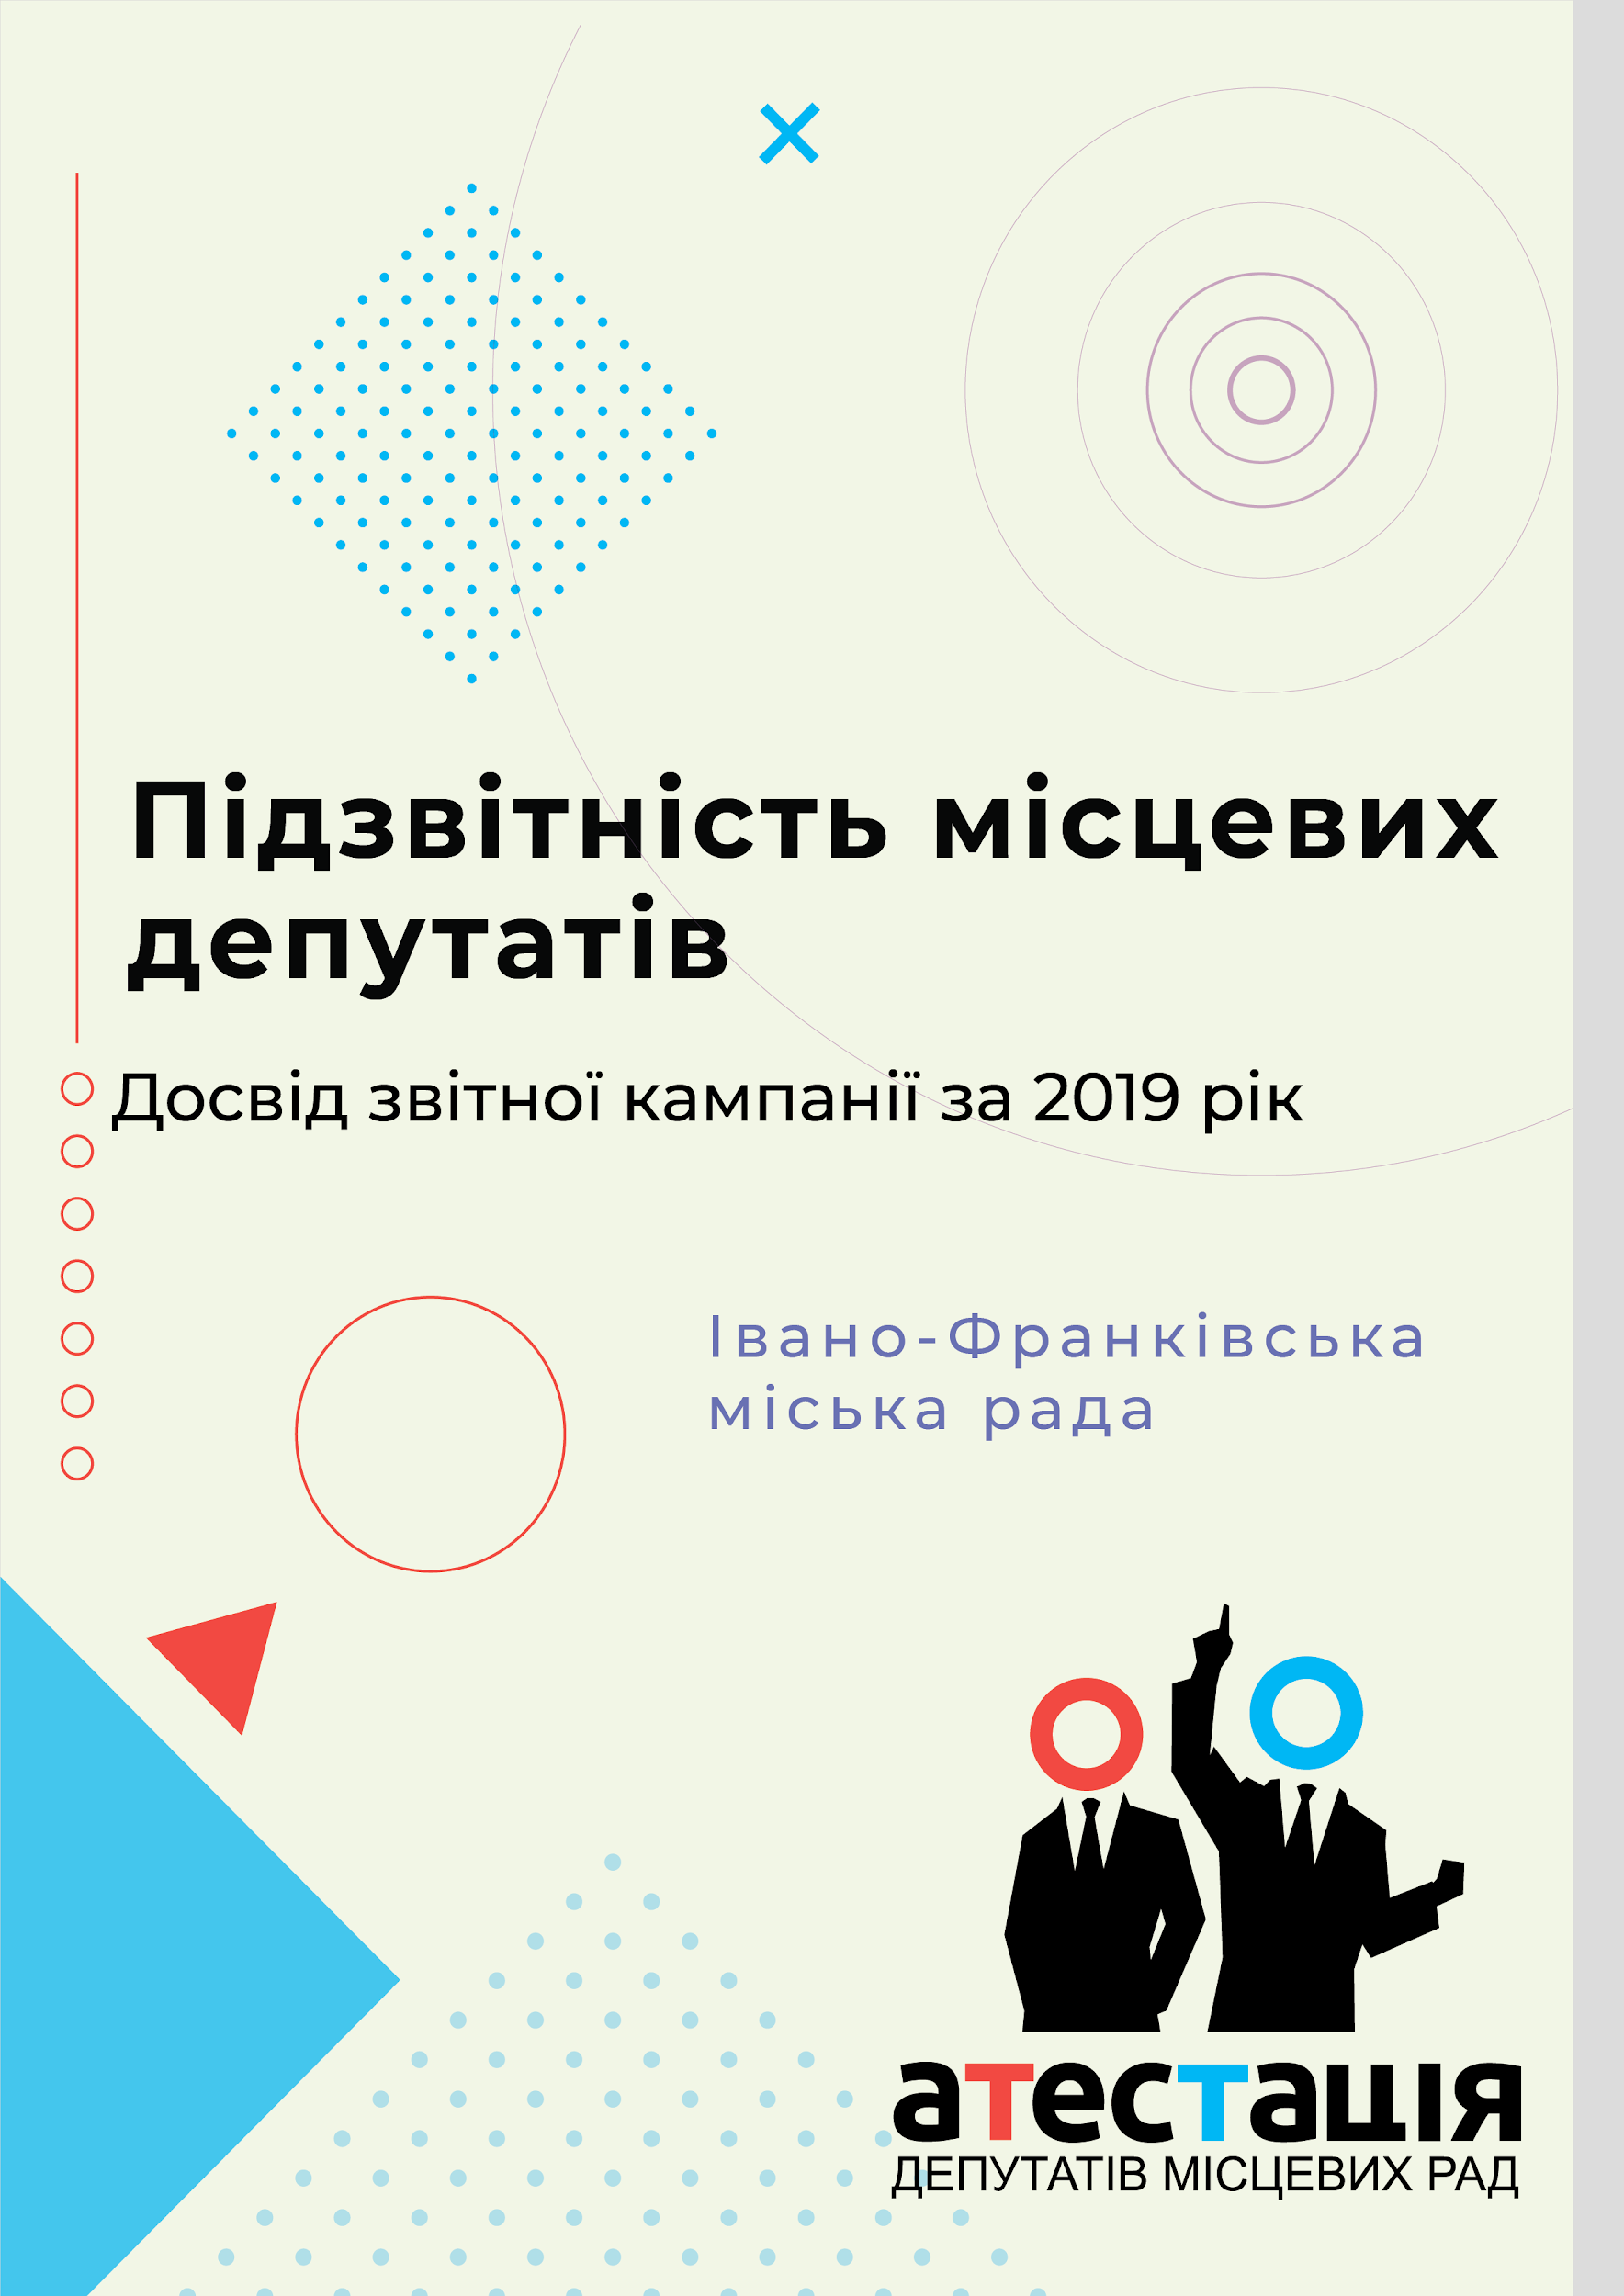 Підзвітність місцевих
депутатів
Досвід звітної кампанії за 2019 рік
Івано-Франківська
міська рада
атестація
ДЕПУТАТІВ МІСЦЕВИХ РАД